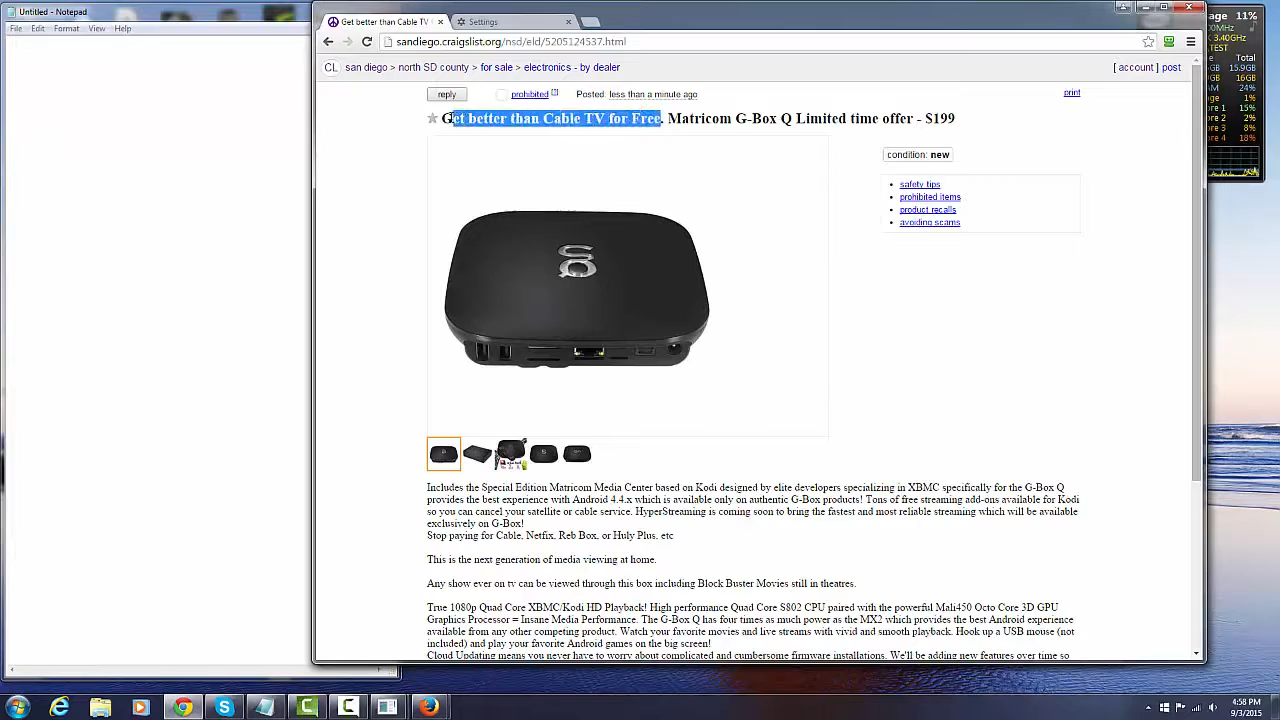 Untitled - Notepad
File Edit Format View Help
Get better than Cable TV
Settings
sandiego.craigslist.org/nsd/eld/5205124537.html
CL san diego > north SD county > for sale > electronics - by dealer
[ account ] post
reply prohibited [?] Posted: less than a minute ago print
Get better than Cable TV for Free. Matricom G-Box Q Limited time offer - $199
condition: new
safety tips
prohibited items
product recalls
avoiding scams
Includes the Special Edition Matricom Media Center based on Kodi designed by elite developers specializing in XBMC specifically for the G-Box Q
provides the best experience with Android 4.4.x which is available only on authentic G-Box products! Tons of free streaming add-ons available for Kodi
so you can cancel your satellite or cable service. HyperStreaming is coming soon to bring the fastest and most reliable streaming which will be available
exclusively on G-Box!
Stop paying for Cable, Netfix, Reb Box, or Huly Plus, etc
This is the next generation of media viewing at home.
Any show ever on tv can be viewed through this box including Block Buster Movies still in theatres.
True 1080p Quad Core XBMC/Kodi HD Playback! High performance Quad Core S802 CPU paired with the powerful Mali450 Octo Core 3D GPU
Graphics Processor = Insane Media Performance. The G-Box Q has four times as much power as the MX2 which provides the best Android experience
available from any other competing product. Watch your favorite movies and live streams with vivid and smooth playback. Hook up a USB mouse (not
included) and play your favorite Android games on the big screen!
Cloud Updating means you never have to worry about complicated and cumbersome firmware installations. We'll be adding new features over time so
11%
3.40GHz
Total
15.9GB
16GB
24%
1%
15%
2%
8%
18%
4:58 PM
9/3/2015